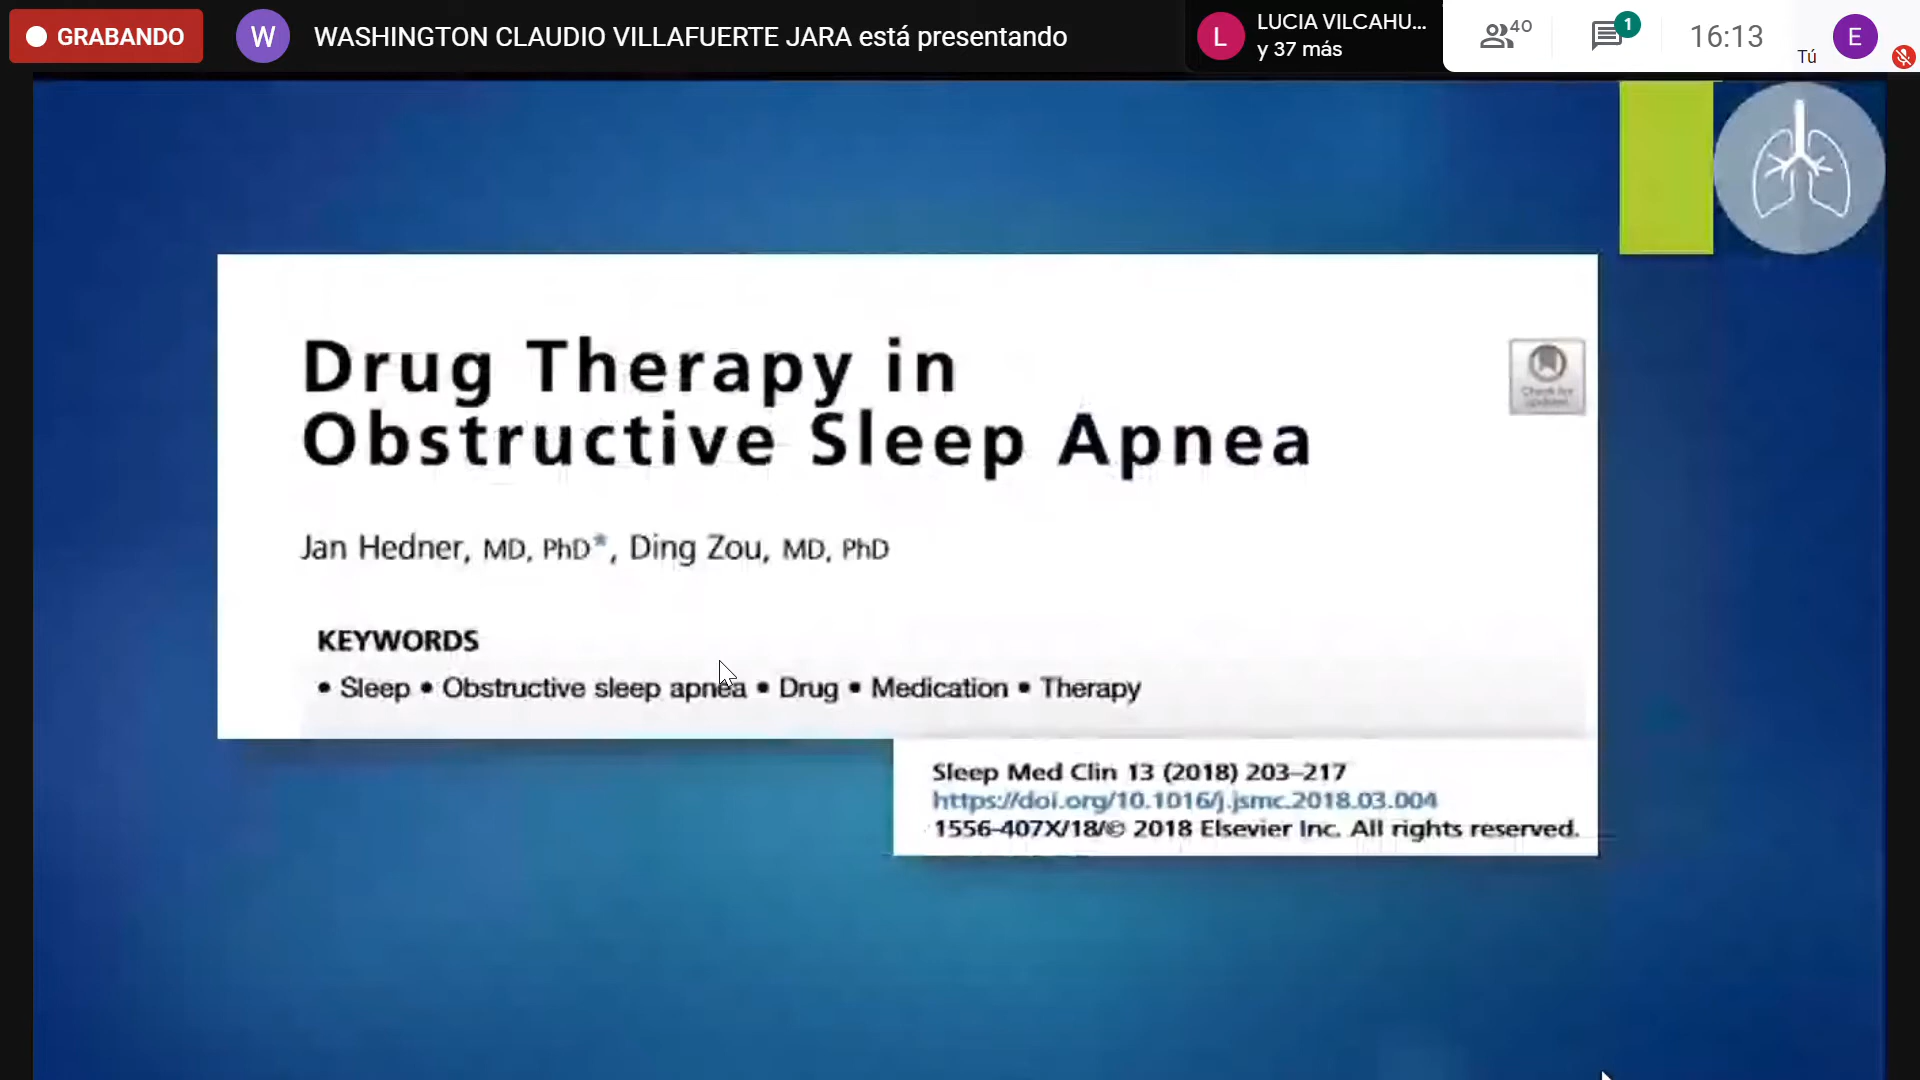 GRABANDO
W
WASHINGTON CLAUDIO VILLAFUERTE JARA está presentando
L
LUCIA VILCAHU...
y 37 más
40
1
16:13
Tú
E
Drug Therapy in
Obstructive Sleep Apnea
Check for
updates
Jan Hedner, MD, PhD*, Ding Zou, MD, PhD
KEYWORDS
• Sleep • Obstructive sleep apnea • Drug • Medication • Therapy
Sleep Med Clin 13 (2018) 203–217
https://doi.org/10.1016/j.jsmc.2018.03.004
1556-407X/18/© 2018 Elsevier Inc. All rights reserved.